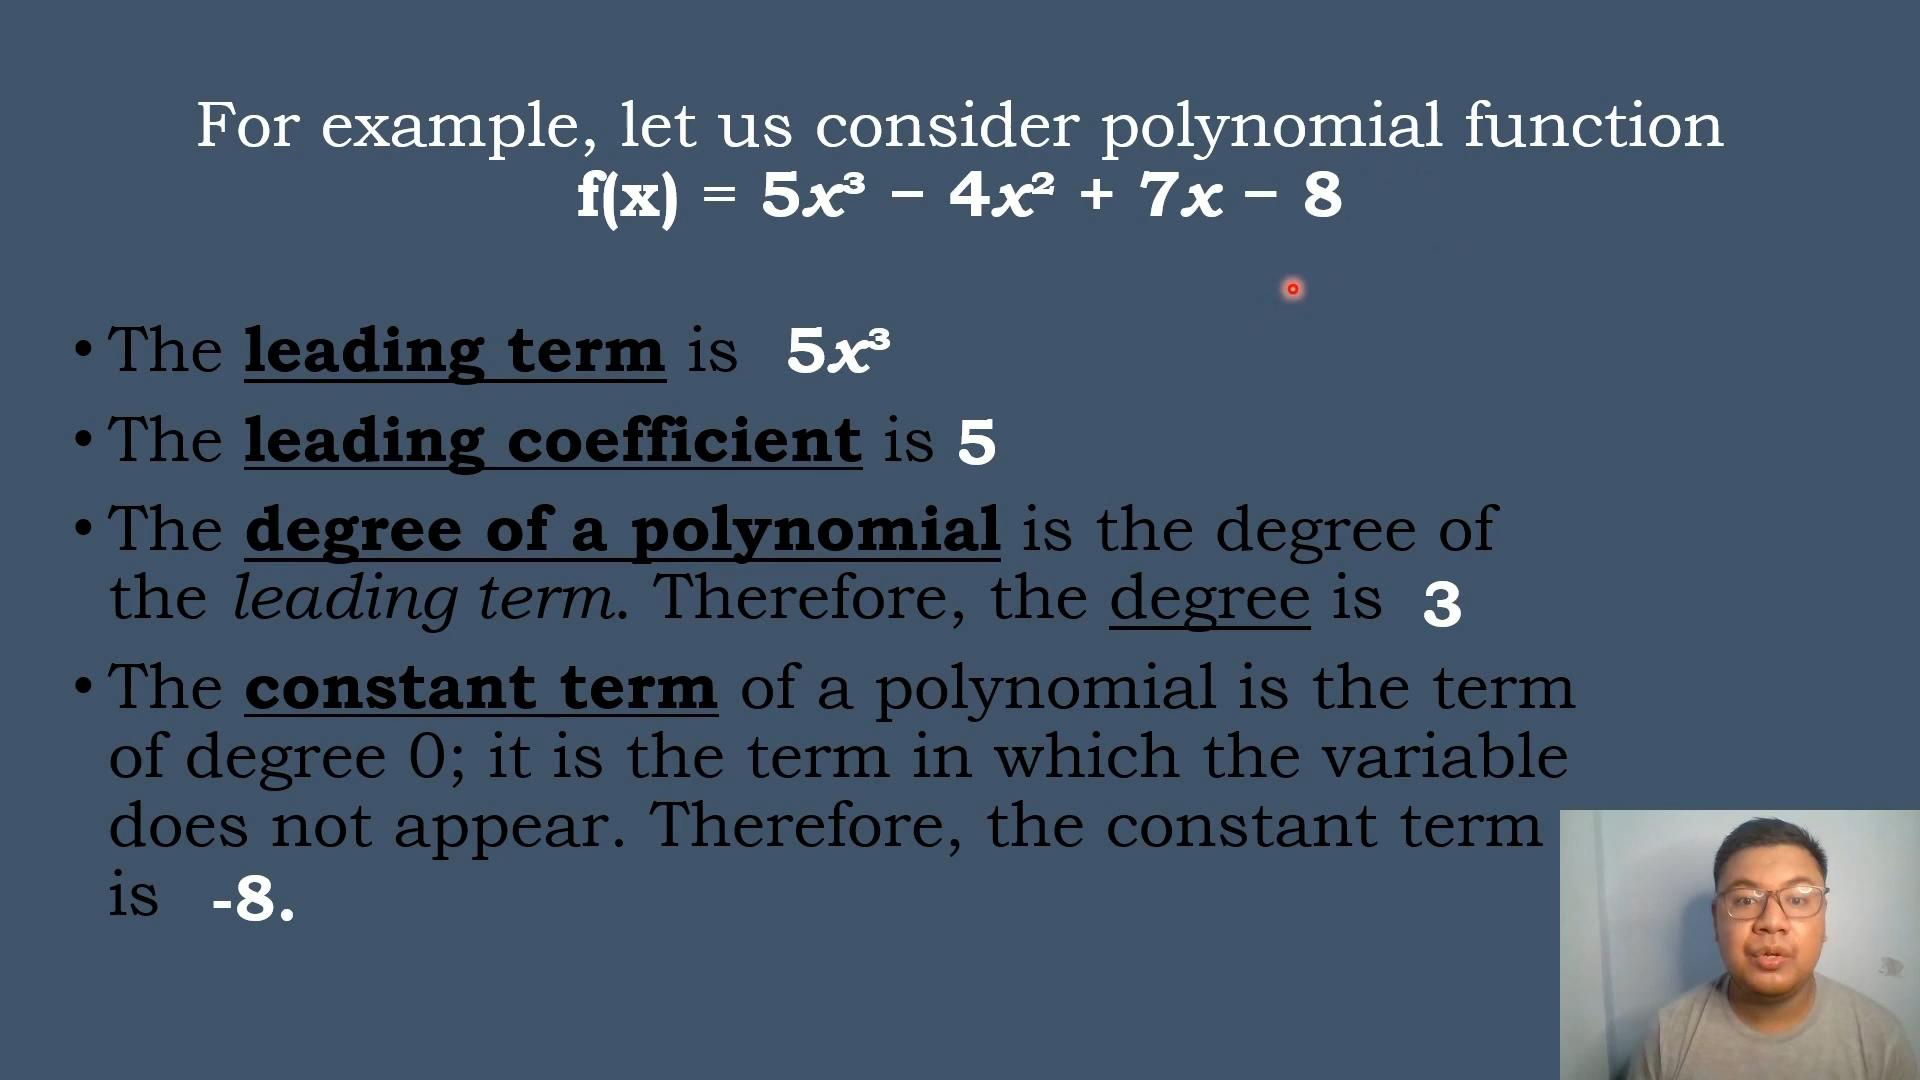 For example, let us consider polynomial function
f(x) = 5x³ − 4x² + 7x − 8
• The leading term is 5x³
• The leading coefficient is 5
• The degree of a polynomial is the degree of
the leading term. Therefore, the degree is 3
• The constant term of a polynomial is the term
of degree 0; it is the term in which the variable
does not appear. Therefore, the constant term
is -8.